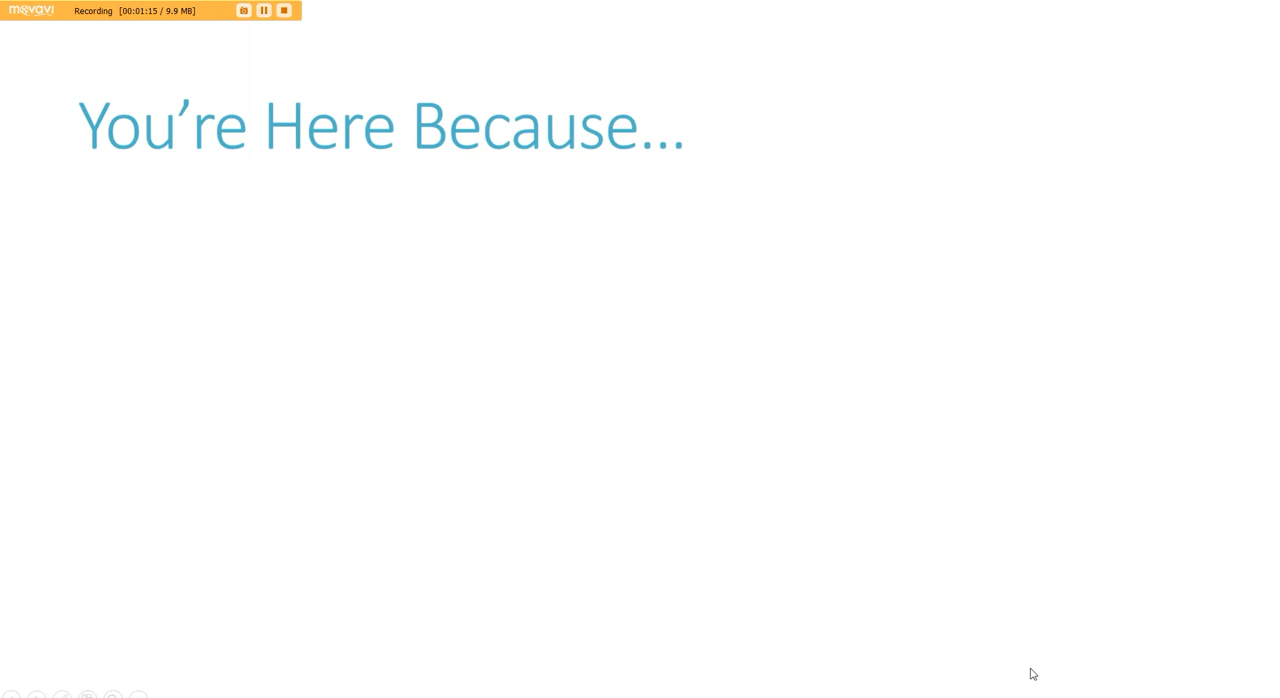 movavi Recording [00:01:15 / 9.9 MB]
You’re Here Because...